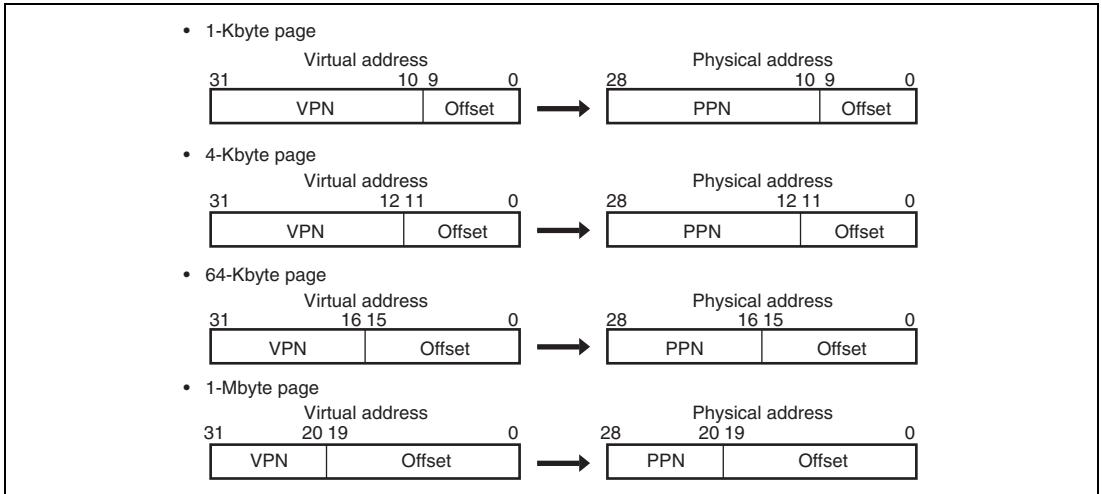 • 1-Kbyte page
Virtual address Physical address
31 10 9 0 28 10 9 0
VPN Offset PPN Offset
• 4-Kbyte page
Virtual address Physical address
31 12 11 0 28 12 11 0
VPN Offset PPN Offset
• 64-Kbyte page
Virtual address Physical address
31 16 15 0 28 16 15 0
VPN Offset PPN Offset
• 1-Mbyte page
Virtual address Physical address
31 20 19 0 28 20 19 0
VPN Offset PPN Offset